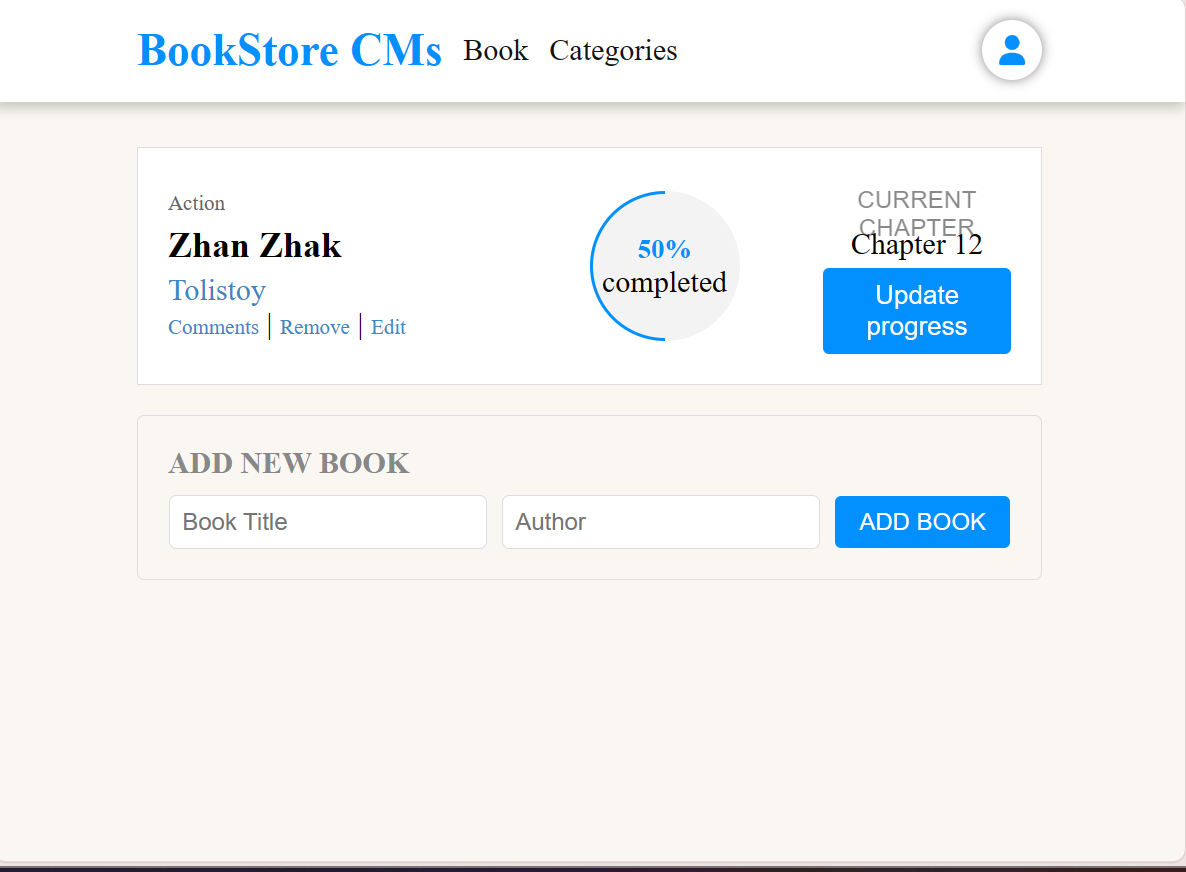 BookStore CMs Book Categories
Action
Zhan Zhak
Tolistoy
Comments Remove Edit
50%
completed
CURRENT
CHAPTER
Chapter 12
Update
progress
ADD NEW BOOK
Book Title Author ADD BOOK